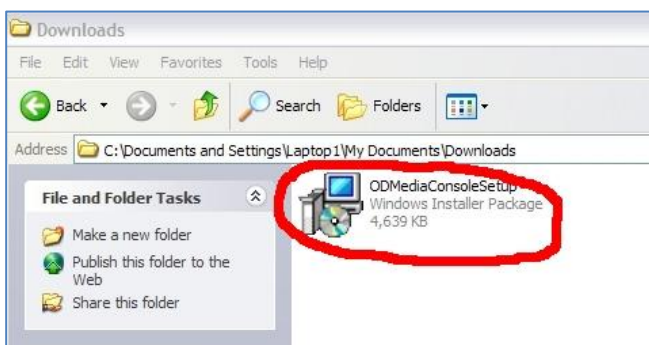 Downloads
File Edit View Favorites Tools Help
Back Search Folders
Address C:\Documents and Settings\Laptop1\My Documents\Downloads
File and Folder Tasks
Make a new folder
Publish this folder to the
Web
Share this folder
ODMediaConsoleSetup
Windows Installer Package
4,639 KB